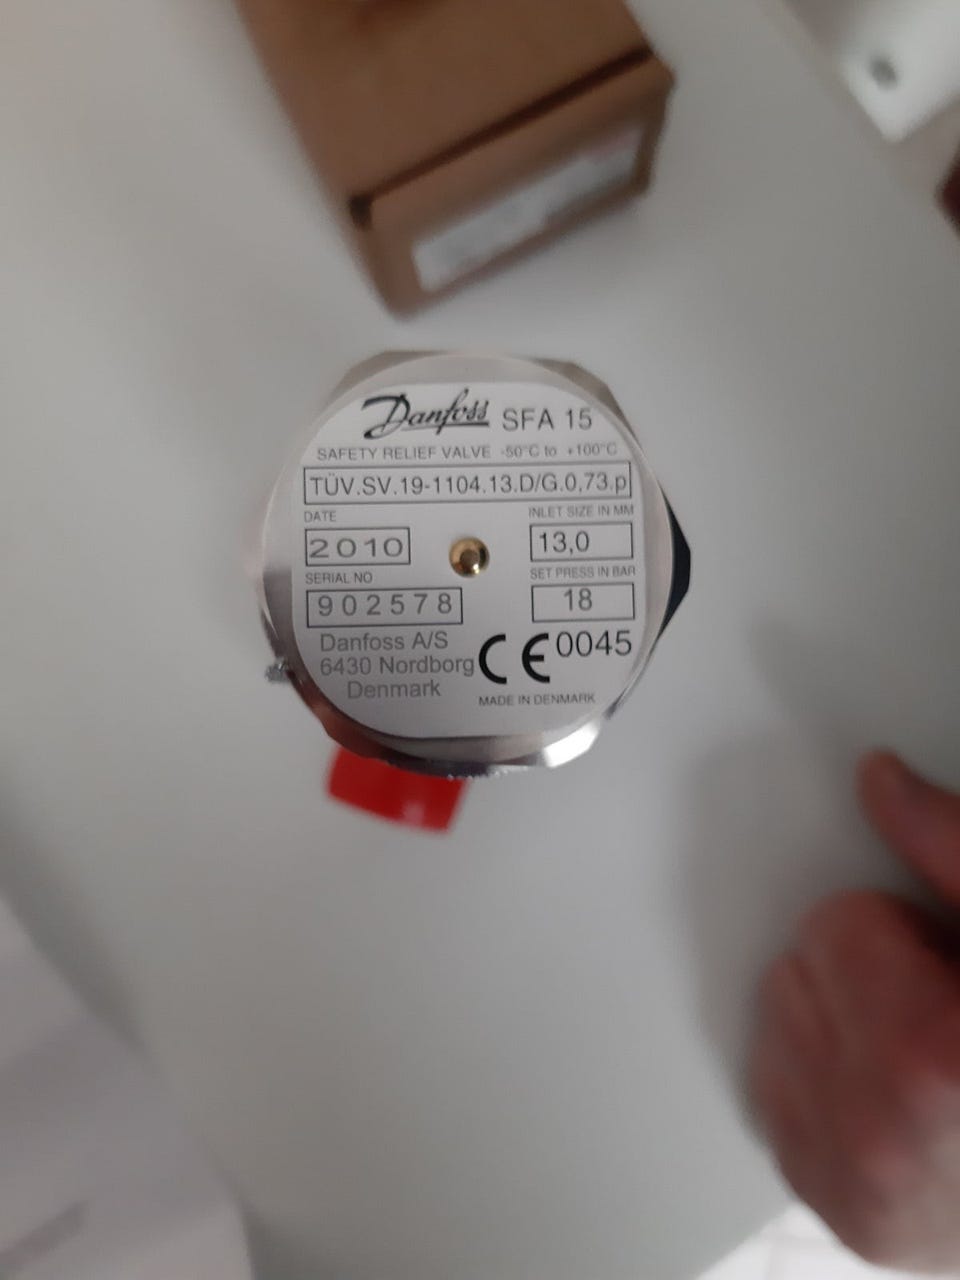 Danfoss SFA 15
SAFETY RELIEF VALVE -50°C to +100°C
TÜV.SV.19-1104.13.D/G.0,73.p
DATE INLET SIZE IN MM
2010 13,0
SERIAL NO SET PRESS IN BAR
902578 18
Danfoss A/S CE 0045
6430 Nordborg
Denmark MADE IN DENMARK